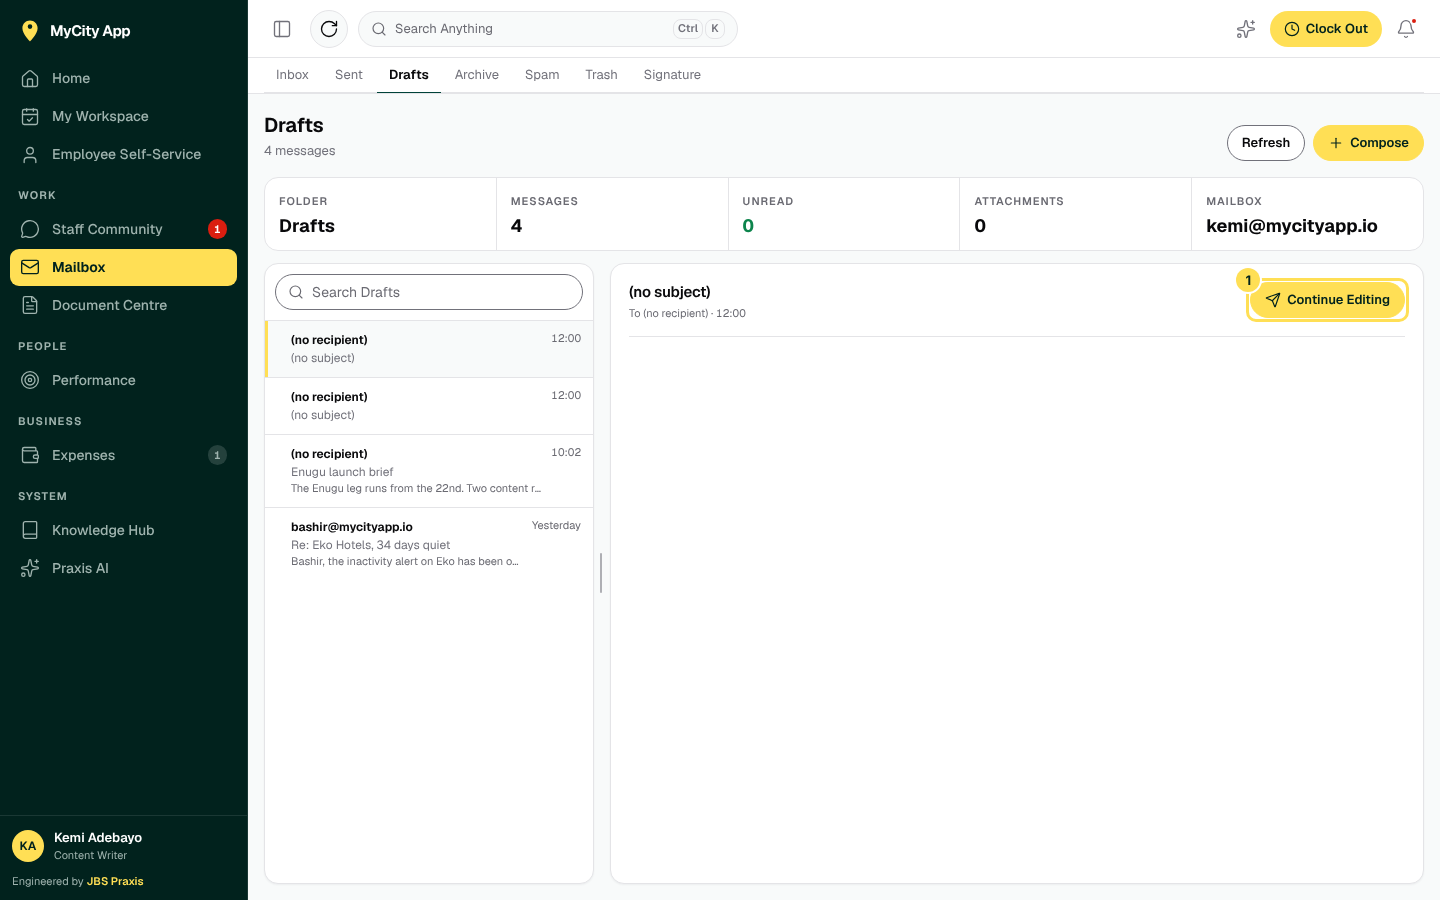 MyCity App
Home
My Workspace
Employee Self-Service
WORK
Staff Community
1
Mailbox
Document Centre
PEOPLE
Performance
BUSINESS
Expenses
1
SYSTEM
Knowledge Hub
Praxis AI
KA
Kemi Adebayo
Content Writer
Engineered by JBS Praxis
Search Anything
Ctrl K
Clock Out
Inbox Sent Drafts Archive Spam Trash Signature
Drafts
4 messages
Refresh
Compose
FOLDER
Drafts
MESSAGES
4
UNREAD
0
ATTACHMENTS
0
MAILBOX
kemi@mycityapp.io
Search Drafts
(no recipient) 12:00
(no subject)
(no recipient) 12:00
(no subject)
(no recipient) 10:02
Enugu launch brief
The Enugu leg runs from the 22nd. Two content r...
bashir@mycityapp.io Yesterday
Re: Eko Hotels, 34 days quiet
Bashir, the inactivity alert on Eko has been o...
(no subject)
To (no recipient) · 12:00
1
Continue Editing